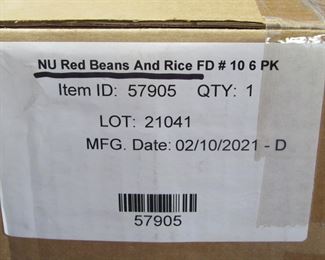 NU Red Beans And Rice FD # 10 6 PK
Item ID: 57905 QTY: 1
LOT: 21041
MFG. Date: 02/10/2021 - D
57905